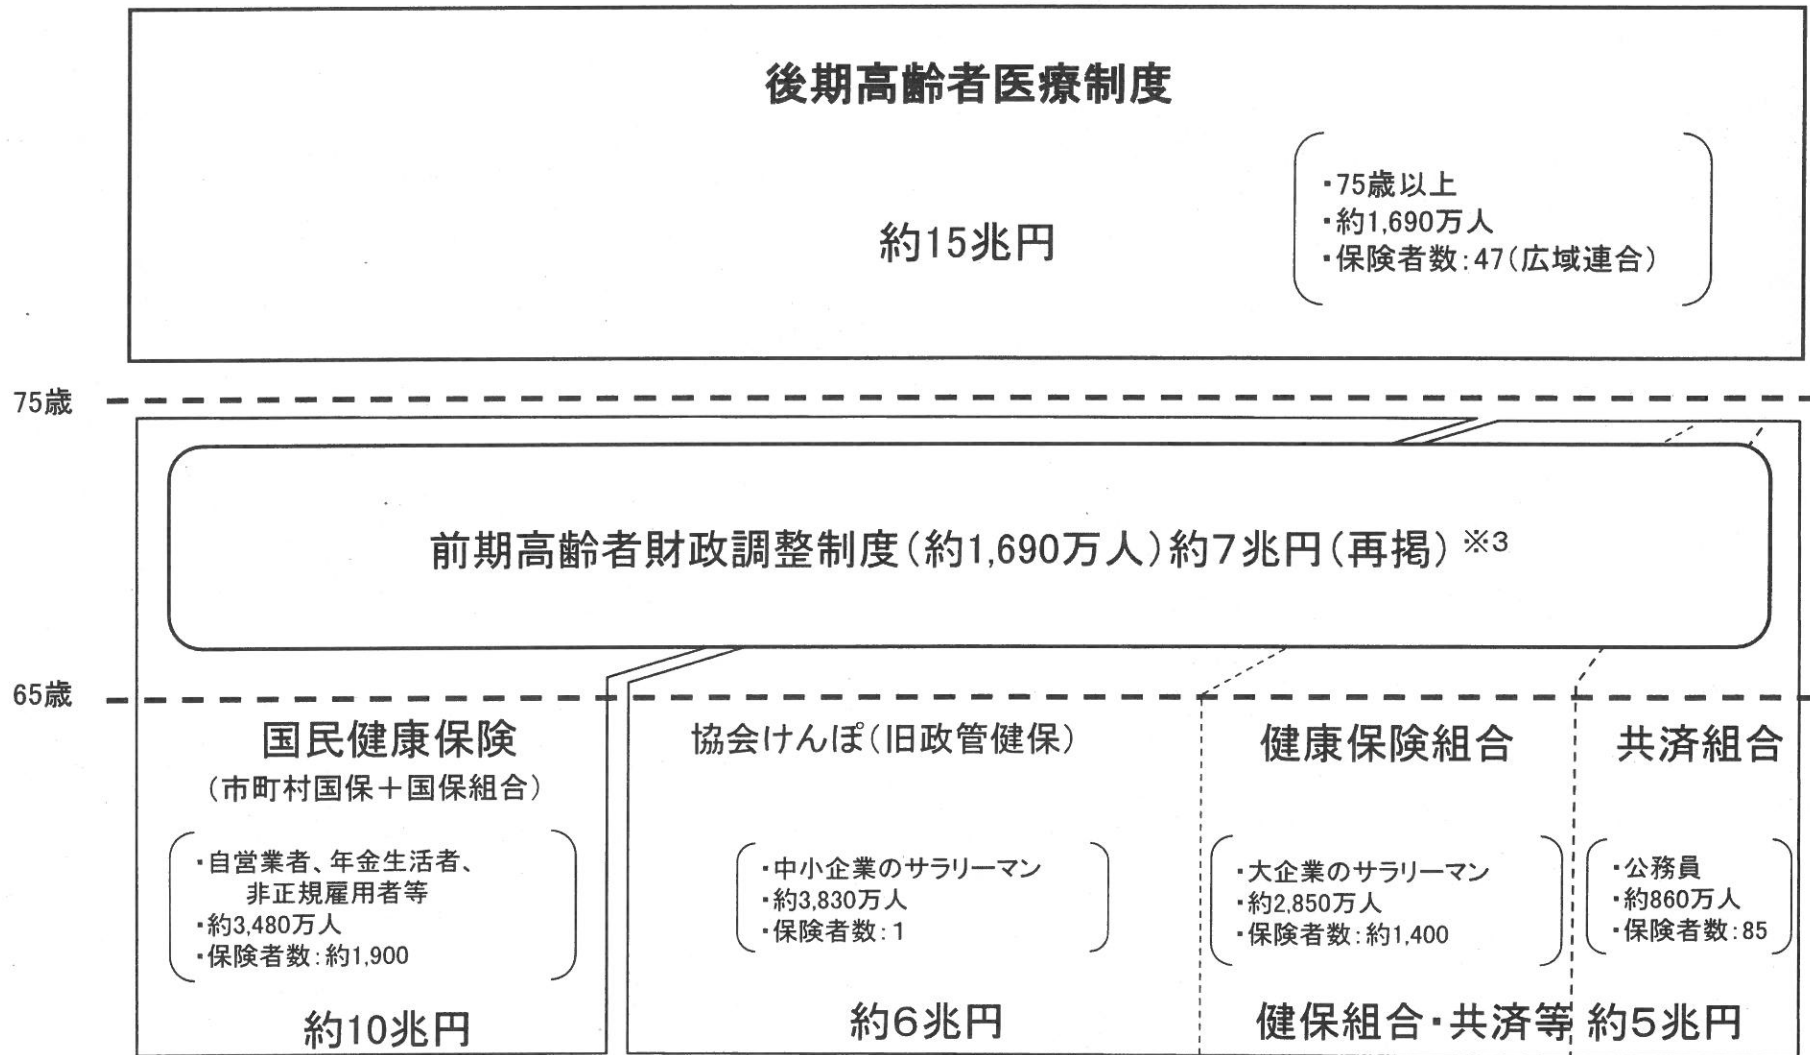 後期高齢者医療制度
約15兆円
・75歳以上
・約1,690万人
・保険者数:47(広域連合)
75歳
前期高齢者財政調整制度(約1,690万人)約7兆円(再掲)※3
65歳
国民健康保険
(市町村国保+国保組合)
・自営業者、年金生活者、
非正規雇用者等
・約3,480万人
・保険者数:約1,900
約10兆円
協会けんぽ(旧政管健保)
・中小企業のサラリーマン
・約3,830万人
・保険者数:1
約6兆円
健康保険組合
・大企業のサラリーマン
・約2,850万人
・保険者数:約1,400
共済組合
・公務員
・約860万人
・保険者数:85
健保組合・共済等 約5兆円